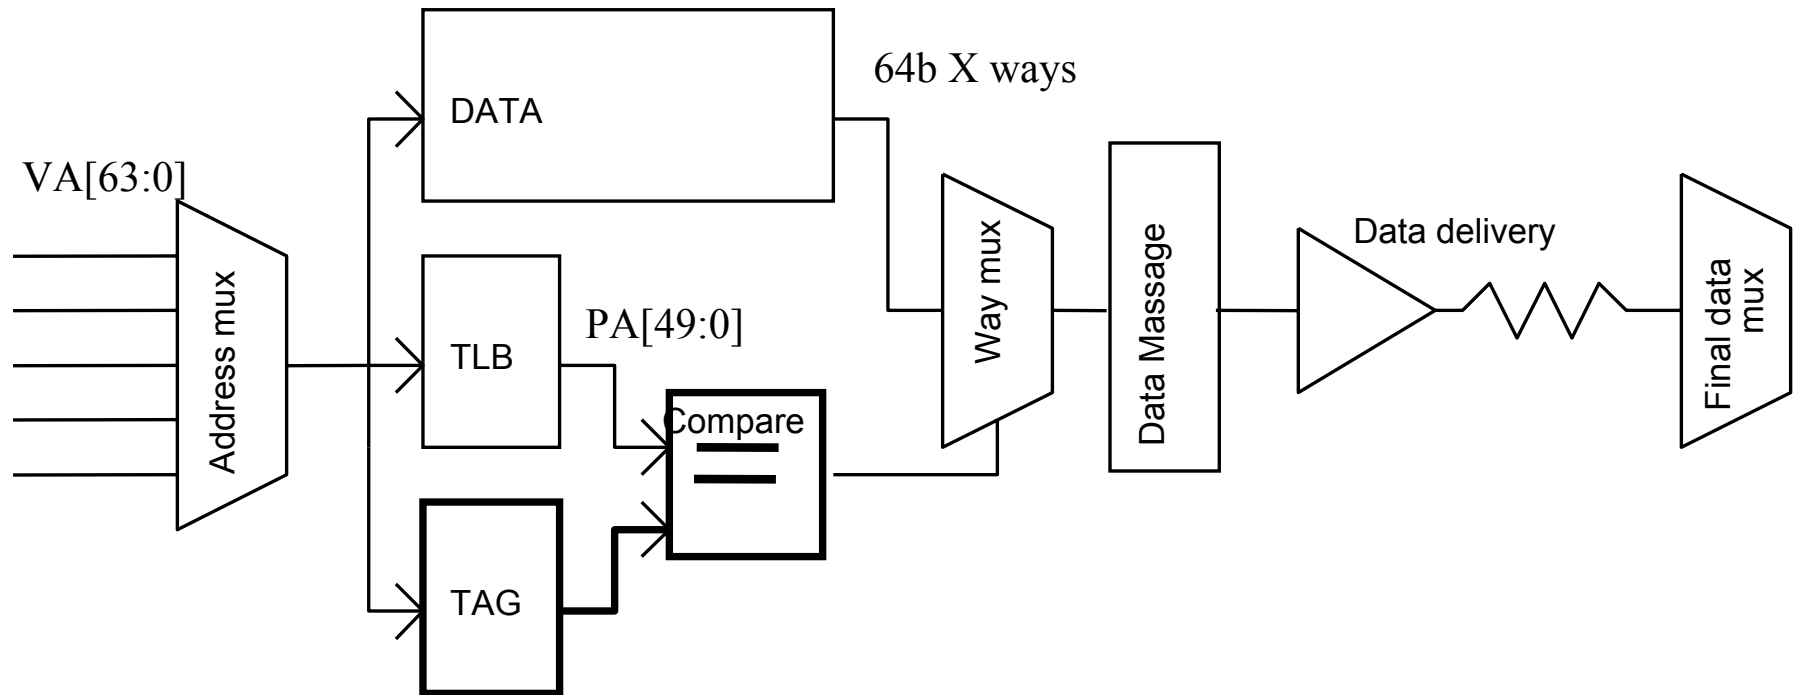 64b X ways
DATA
VA[63:0]
Address mux
TLB
PA[49:0]
Compare
TAG
Way mux
Data Massage
Data delivery
Final data
mux